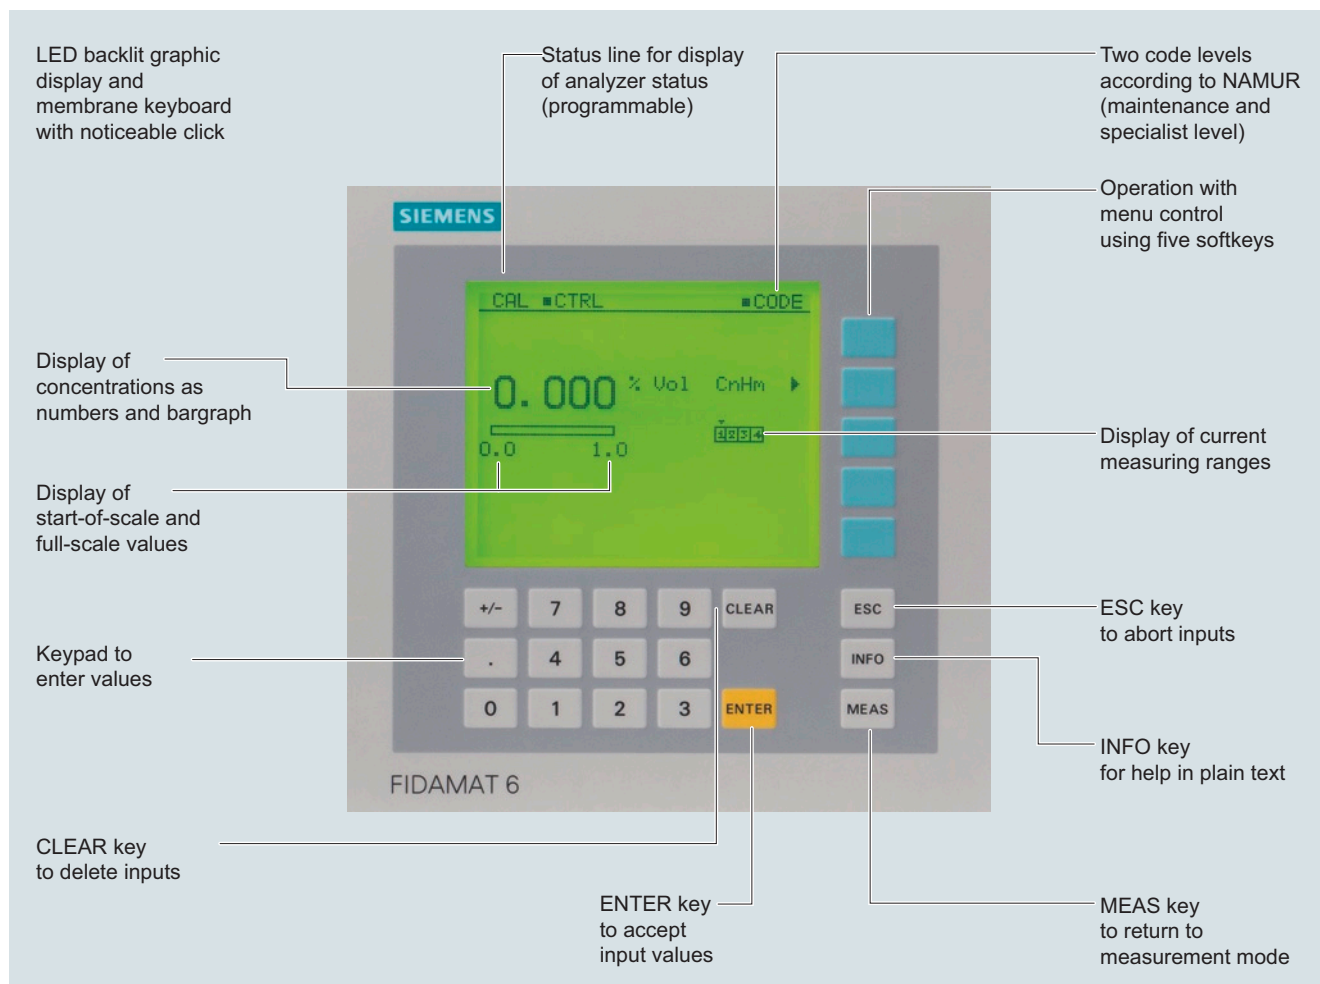 LED backlit graphic
display and
membrane keyboard
with noticeable click
Status line for display
of analyzer status
(programmable)
Two code levels
according to NAMUR
(maintenance and
specialist level)
Operation with
menu control
using five softkeys
SIEMENS
CAL ■CTRL ■CODE
Display of
concentrations as
numbers and bargraph
0.000 % Vol CnHm
1 2 3 4
0.0 1.0
Display of current
measuring ranges
Display of
start-of-scale and
full-scale values
+/- 7 8 9 CLEAR ESC
ESC key
to abort inputs
. 4 5 6 INFO
Keypad to
enter values
0 1 2 3 ENTER MEAS
INFO key
for help in plain text
FIDAMAT 6
CLEAR key
to delete inputs
ENTER key
to accept
input values
MEAS key
to return to
measurement mode